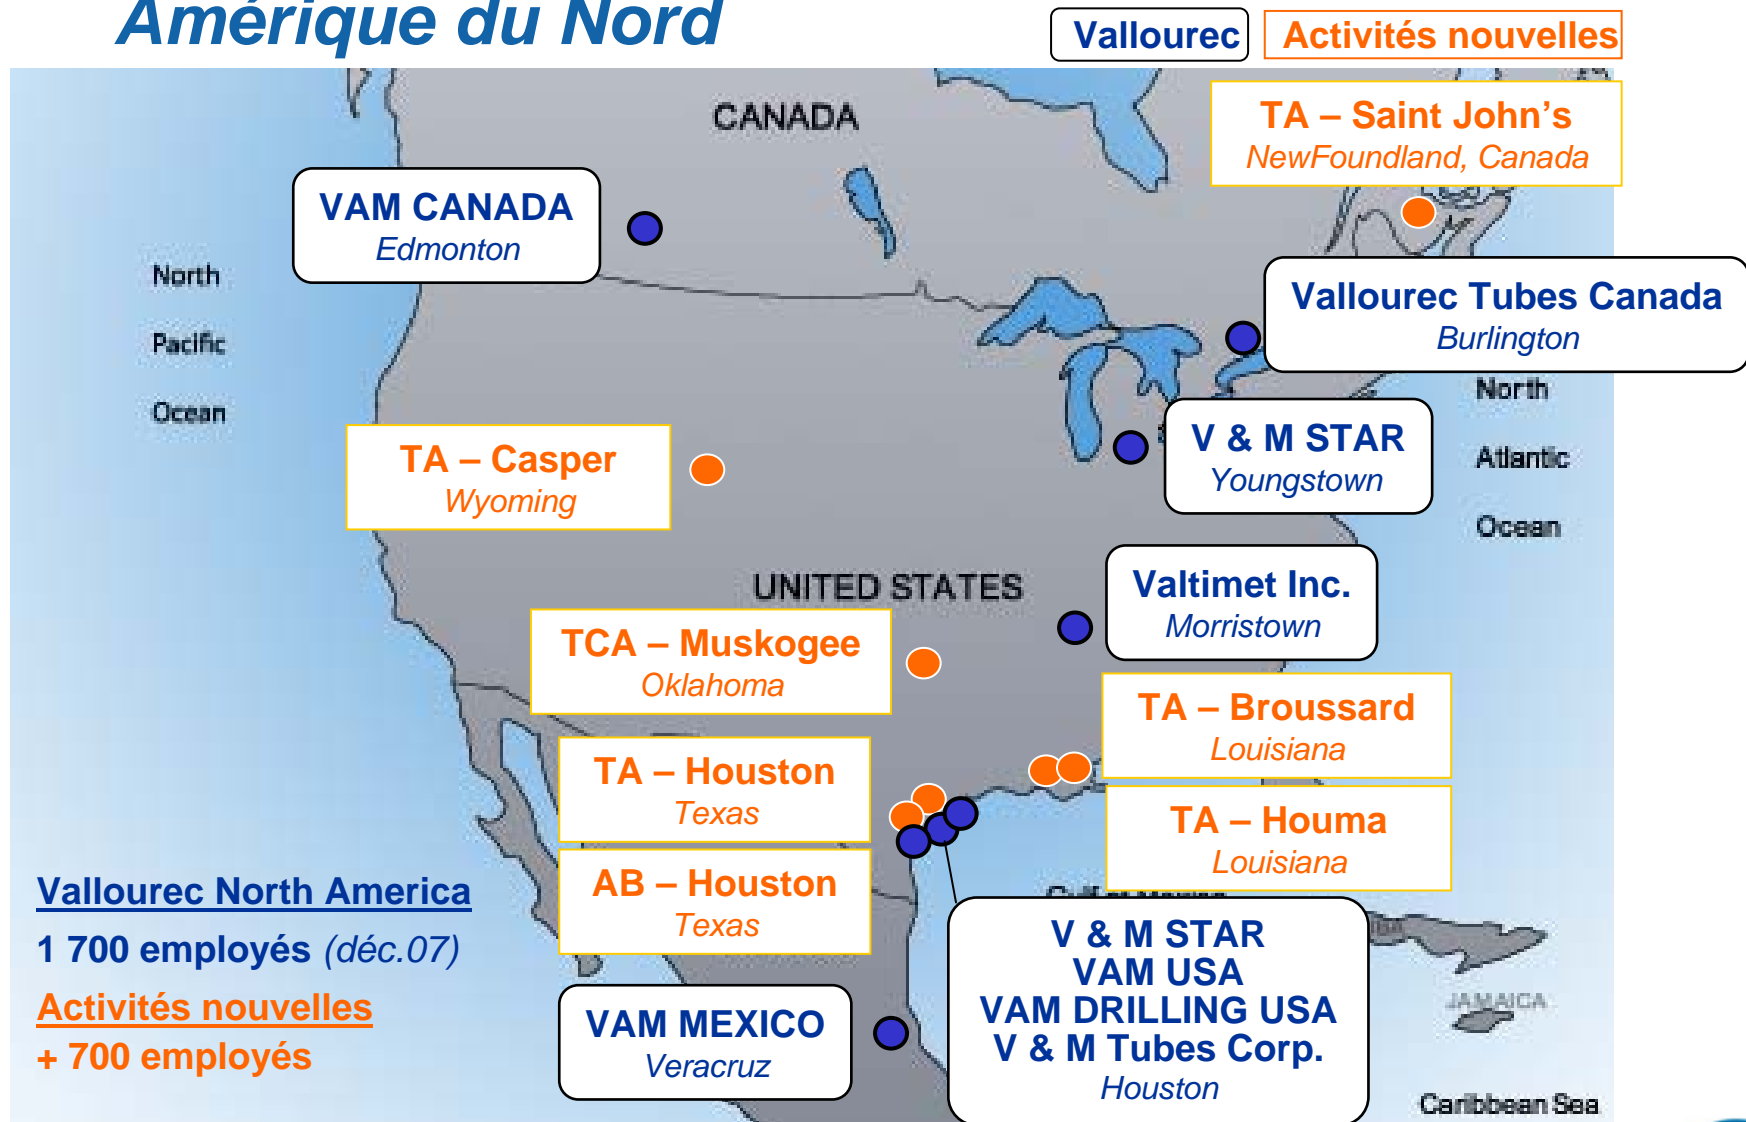 Amérique du Nord
Vallourec
Activités nouvelles
CANADA
TA – Saint John’s
NewFoundland, Canada
VAM CANADA
Edmonton
North
Pacific
Ocean
Vallourec Tubes Canada
Burlington
North
Atlantic
Ocean
V & M STAR
Youngstown
TA – Casper
Wyoming
UNITED STATES
Valtimet Inc.
Morristown
TCA – Muskogee
Oklahoma
TA – Broussard
Louisiana
TA – Houston
Texas
TA – Houma
Louisiana
AB – Houston
Texas
Vallourec North America
1 700 employés (déc.07)
Activités nouvelles
+ 700 employés
VAM MEXICO
Veracruz
V & M STAR
VAM USA
VAM DRILLING USA
V & M Tubes Corp.
Houston
JAMAICA
Caribbean Sea